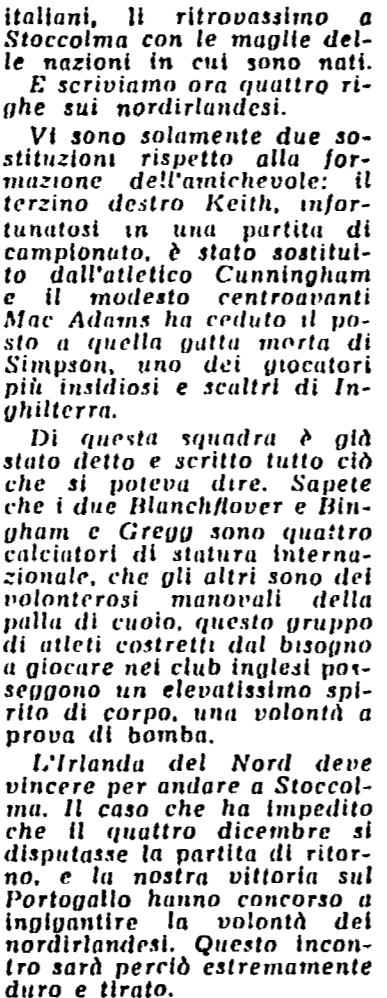 italiani, li ritrovassimo a
Stoccolma con le maglie del-
le nazioni in cui sono nati.
E scriviamo ora quattro ri-
ghe sui nordirlandesi.
Vi sono solamente due so-
stituzioni rispetto alla for-
mazione dell'amichevole: il
terzino destro Keith, infor-
tunatosi in una partita di
campionato, è stato sostitui-
to dall'atletico Cunningham
e il modesto centroavanti
Mac Adams ha ceduto il po-
sto a quella gatta morta di
Simpson, uno dei giocatori
più insidiosi e scaltri di In-
ghilterra.
Di questa squadra è già
stato detto e scritto tutto ciò
che si poteva dire. Sapete
che i due Blanchflover e Bin-
gham e Gregg sono quattro
calciatori di statura interna-
zionale, che gli altri sono dei
volonterosi manovali della
palla di cuoio, questo gruppo
di atleti costretti dal bisogno
a giocare nei club inglesi pos-
seggono un elevatissimo spi-
rito di corpo, una volontà a
prova di bomba.
L'Irlanda del Nord deve
vincere per andare a Stoccol-
ma. Il caso che ha impedito
che il quattro dicembre si
disputasse la partita di ritor-
no, e la nostra vittoria sul
Portogallo hanno concorso a
ingigantire la volontà dei
nordirlandesi. Questo incon-
tro sarà perciò estremamente
duro e tirato.